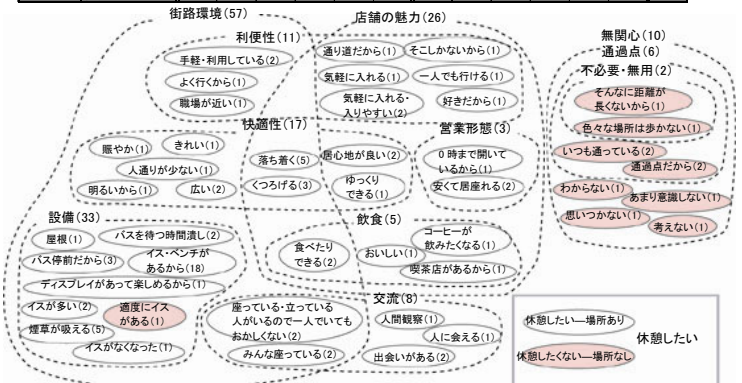 街路環境(57)
店舗の魅力(26)
利便性(11)
手軽・利用している(2)
よく行くから(1)
職場が近い(1)
通り道だから(1)
そこしかないから(1)
気軽に入れる(1)
一人でも行ける(1)
気軽に入れる・
入りやすい(2)
好きだから(1)
無関心(10)
通過点(6)
不必要・無用(2)
そんなに距離が
長くないから(1)
色々な場所は歩かない(1)
いつも通っている(2)
通過点だから(2)
わからない(1)
あまり意識しない(1)
思いつかない(1)
考えない(1)
快適性(17)
賑やか(1)
きれい(1)
人通りが少ない(1)
明るいから(1)
広い(2)
落ち着く(5)
くつろげる(3)
居心地が良い(2)
ゆっくり
できる(1)
営業形態(3)
0時まで開いて
いるから(1)
安くて居座れる(2)
設備(33)
屋根(1)
バスを待つ時間潰し(2)
バス停前だから(3)
イス・ベンチが
あるから(18)
ディスプレイがあって楽しめるから(1)
イスが多い(2)
適度にイス
がある(1)
煙草が吸える(5)
イスがなくなった(1)
飲食(5)
食べたり
できる(2)
おいしい(1)
コーヒーが
飲みたくなる(1)
喫茶店があるから(1)
交流(8)
座っている・立っている
人がいるので一人でいても
おかしくない(2)
みんな座っている(2)
人間観察(1)
人に会える(1)
出会いがある(2)
休憩したい―場所あり
休憩したくない―場所なし
休憩したい